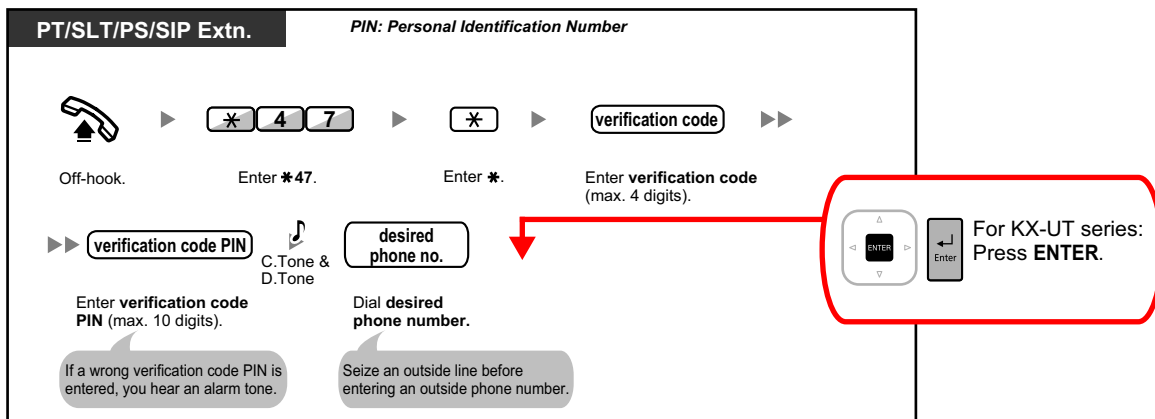 PT/SLT/PS/SIP Extn.
PIN: Personal Identification Number
✱ 4 7
✱
verification code
Off-hook.
Enter ✱47.
Enter ✱.
Enter verification code
(max. 4 digits).
verification code PIN
C.Tone &
D.Tone
desired
phone no.
Enter verification code
PIN (max. 10 digits).
Dial desired
phone number.
If a wrong verification code PIN is
entered, you hear an alarm tone.
Seize an outside line before
entering an outside phone number.
ENTER
Enter
For KX-UT series:
Press ENTER.